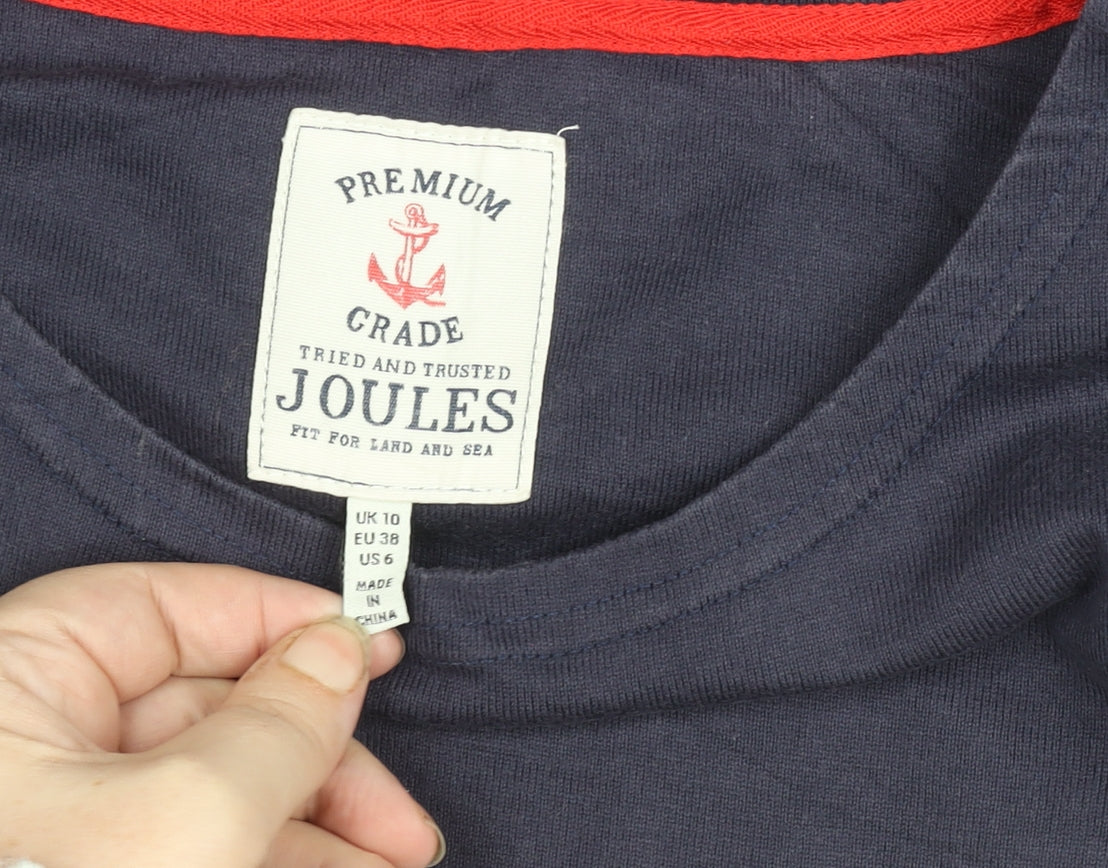 PREMIUM
GRADE
TRIED AND TRUSTED
JOULES
FIT FOR LAND AND SEA
UK 10
EU 38
US 6
MADE
IN
CHINA